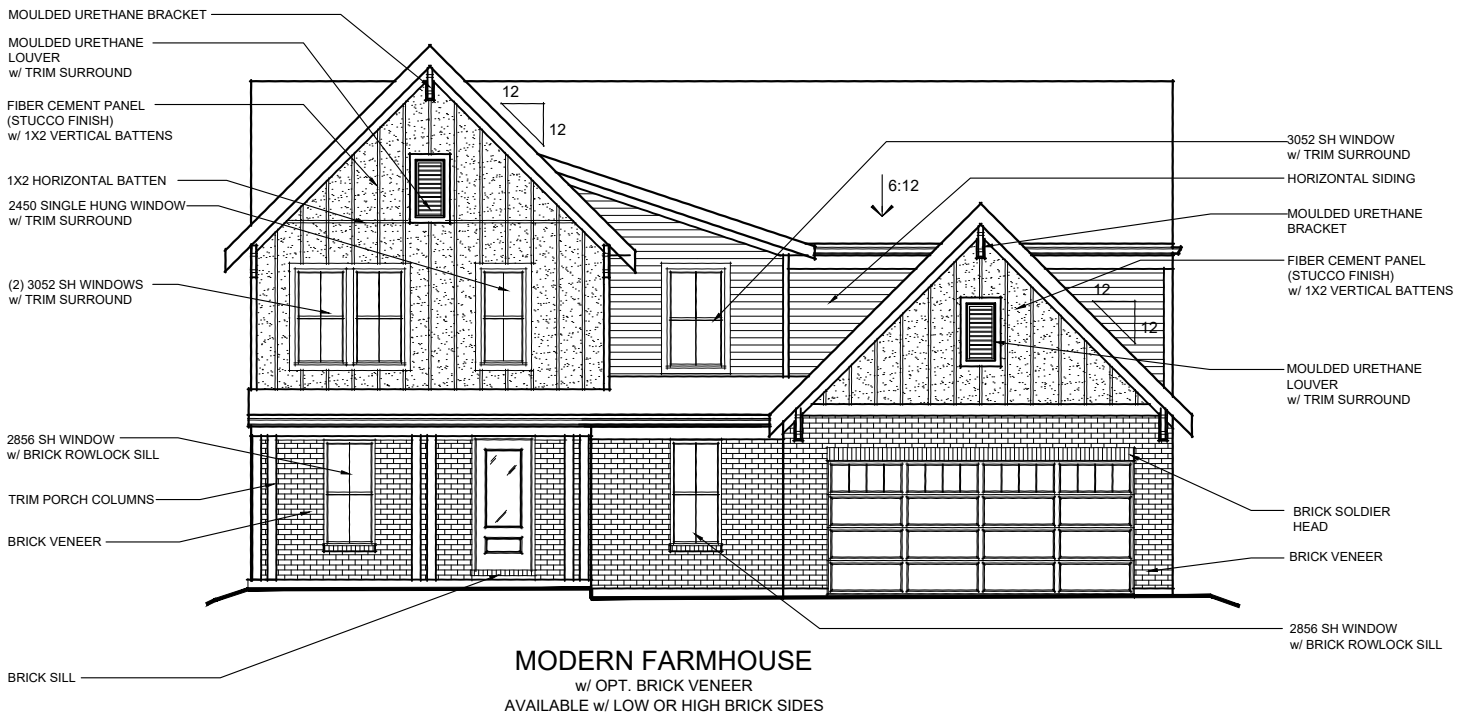 MOULDED URETHANE BRACKET
MOULDED URETHANE
LOUVER
w/ TRIM SURROUND
FIBER CEMENT PANEL
(STUCCO FINISH)
w/ 1X2 VERTICAL BATTENS
1X2 HORIZONTAL BATTEN
2450 SINGLE HUNG WINDOW
w/ TRIM SURROUND
(2) 3052 SH WINDOWS
w/ TRIM SURROUND
2856 SH WINDOW
w/ BRICK ROWLOCK SILL
TRIM PORCH COLUMNS
BRICK VENEER
BRICK SILL
12
12
6:12
12
12
3052 SH WINDOW
w/ TRIM SURROUND
HORIZONTAL SIDING
MOULDED URETHANE
BRACKET
FIBER CEMENT PANEL
(STUCCO FINISH)
w/ 1X2 VERTICAL BATTENS
MOULDED URETHANE
LOUVER
w/ TRIM SURROUND
BRICK SOLDIER
HEAD
BRICK VENEER
2856 SH WINDOW
w/ BRICK ROWLOCK SILL
MODERN FARMHOUSE
w/ OPT. BRICK VENEER
AVAILABLE w/ LOW OR HIGH BRICK SIDES